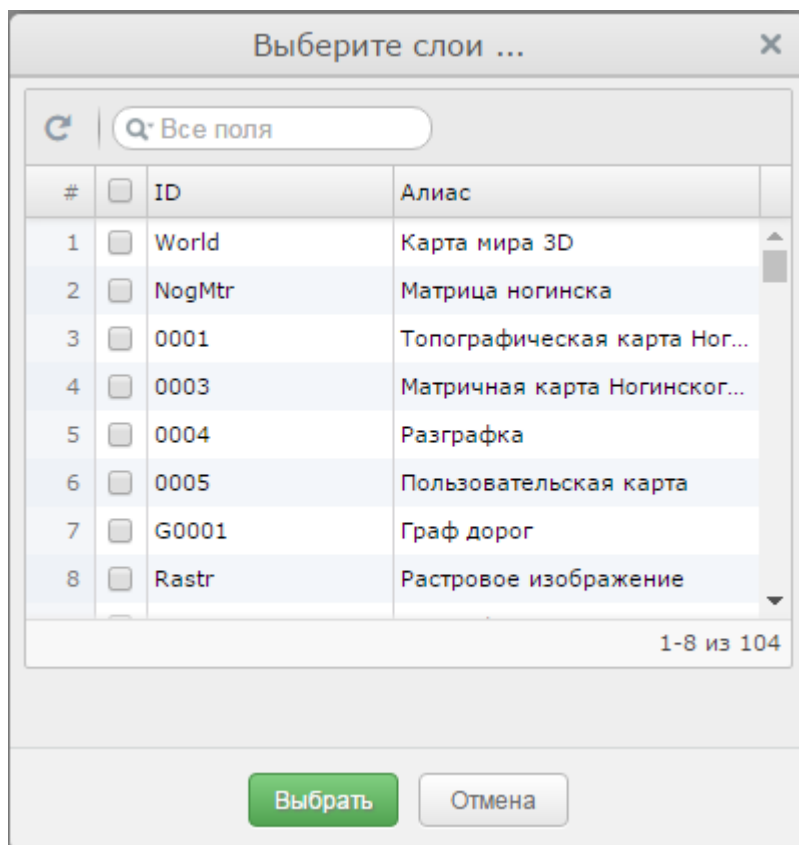 Выберите слои ...
Все поля
# ID Алиас
1 World Карта мира 3D
2 NogMtr Матрица ногинска
3 0001 Топографическая карта Ног...
4 0003 Матричная карта Ногинског...
5 0004 Разграфка
6 0005 Пользовательская карта
7 G0001 Граф дорог
8 Rastr Растровое изображение
1-8 из 104
Выбрать Отмена